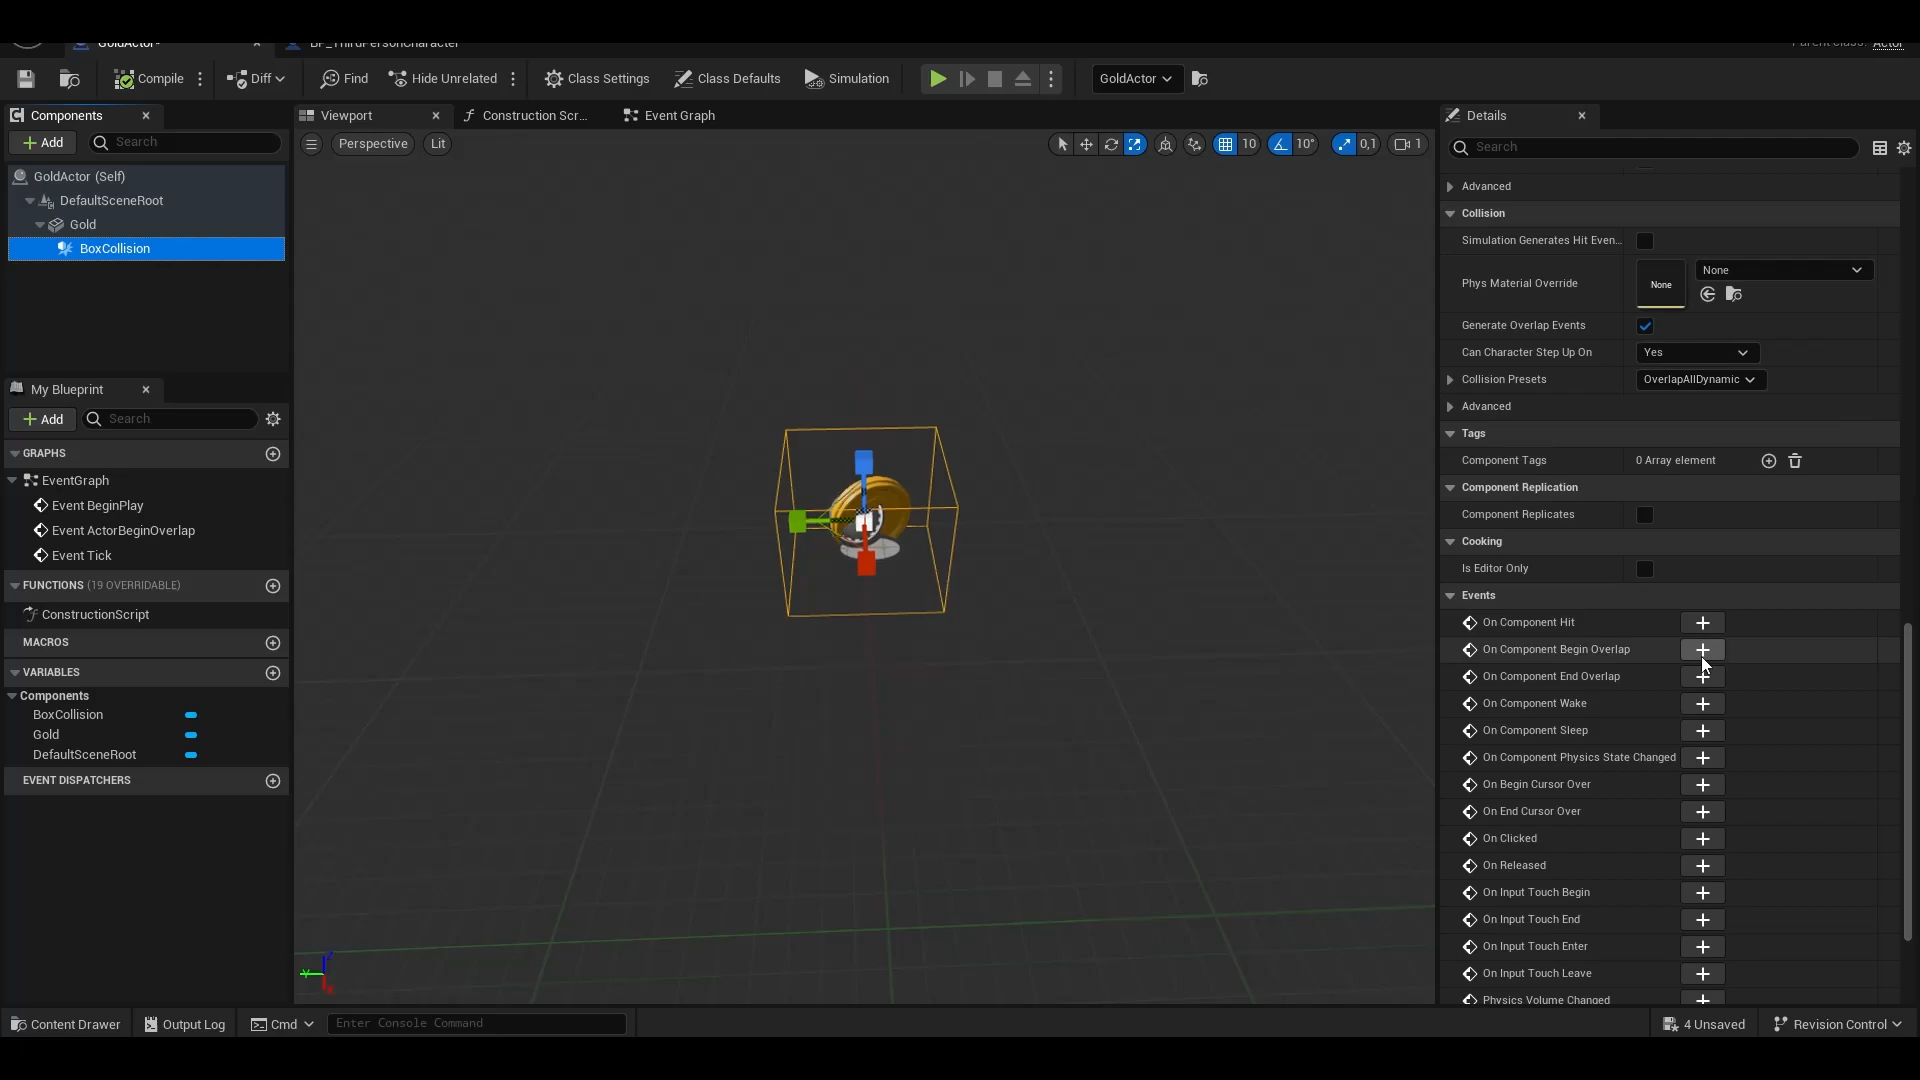 GoldActor*
BP_ThirdPersonCharacter
Parent class: Actor
Compile
Diff
Find
Hide Unrelated
Class Settings
Class Defaults
Simulation
GoldActor
Components
Add
Search
GoldActor (Self)
DefaultSceneRoot
Gold
BoxCollision
My Blueprint
Add
Search
GRAPHS
EventGraph
Event BeginPlay
Event ActorBeginOverlap
Event Tick
FUNCTIONS (19 OVERRIDABLE)
ConstructionScript
MACROS
VARIABLES
Components
BoxCollision
Gold
DefaultSceneRoot
EVENT DISPATCHERS
Viewport
Construction Scr...
Event Graph
Perspective
Lit
10
10°
0,1
1
Z
Y
X
Details
Search
Advanced
Collision
Simulation Generates Hit Even...
Phys Material Override
None
None
Generate Overlap Events
Can Character Step Up On
Yes
Collision Presets
OverlapAllDynamic
Advanced
Tags
Component Tags
0 Array element
Component Replication
Component Replicates
Cooking
Is Editor Only
Events
On Component Hit
On Component Begin Overlap
On Component End Overlap
On Component Wake
On Component Sleep
On Component Physics State Changed
On Begin Cursor Over
On End Cursor Over
On Clicked
On Released
On Input Touch Begin
On Input Touch End
On Input Touch Enter
On Input Touch Leave
Physics Volume Changed
Content Drawer
Output Log
Cmd
Enter Console Command
4 Unsaved
Revision Control